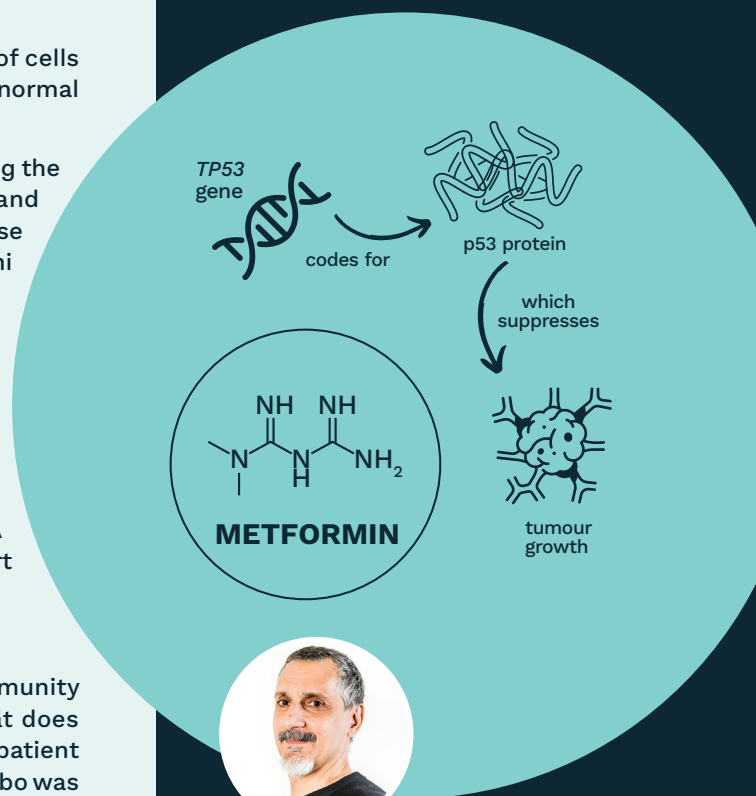 of cells
normal
g the
and
se
ni
rt
munity
at does
patient
bo was
TP53
gene
codes for
p53 protein
which
suppresses
NH NH
N N NH2
H
METFORMIN
tumour
growth